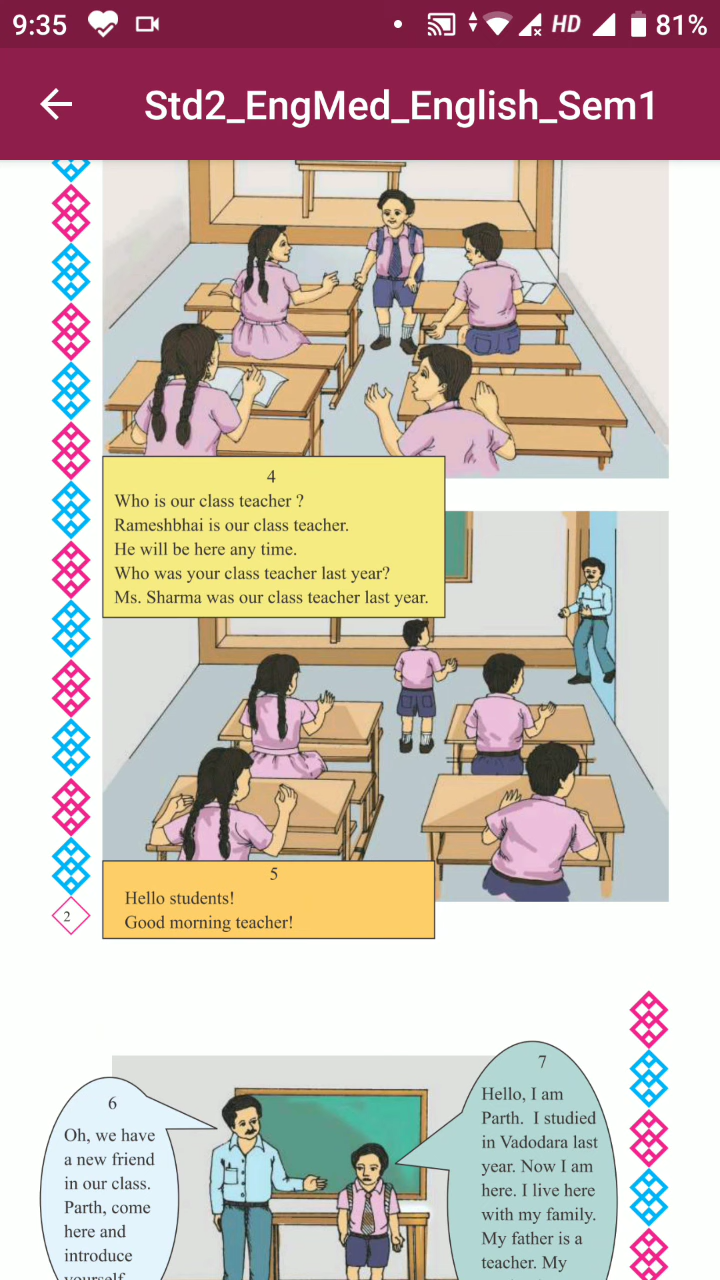 9:35
HD
81%
Std2_EngMed_English_Sem1
4
Who is our class teacher ?
Rameshbhai is our class teacher.
He will be here any time.
Who was your class teacher last year?
Ms. Sharma was our class teacher last year.
5
Hello students!
Good morning teacher!
2
6
Oh, we have
a new friend
in our class.
Parth, come
here and
introduce
yourself
7
Hello, I am
Parth. I studied
in Vadodara last
year. Now I am
here. I live here
with my family.
My father is a
teacher. My